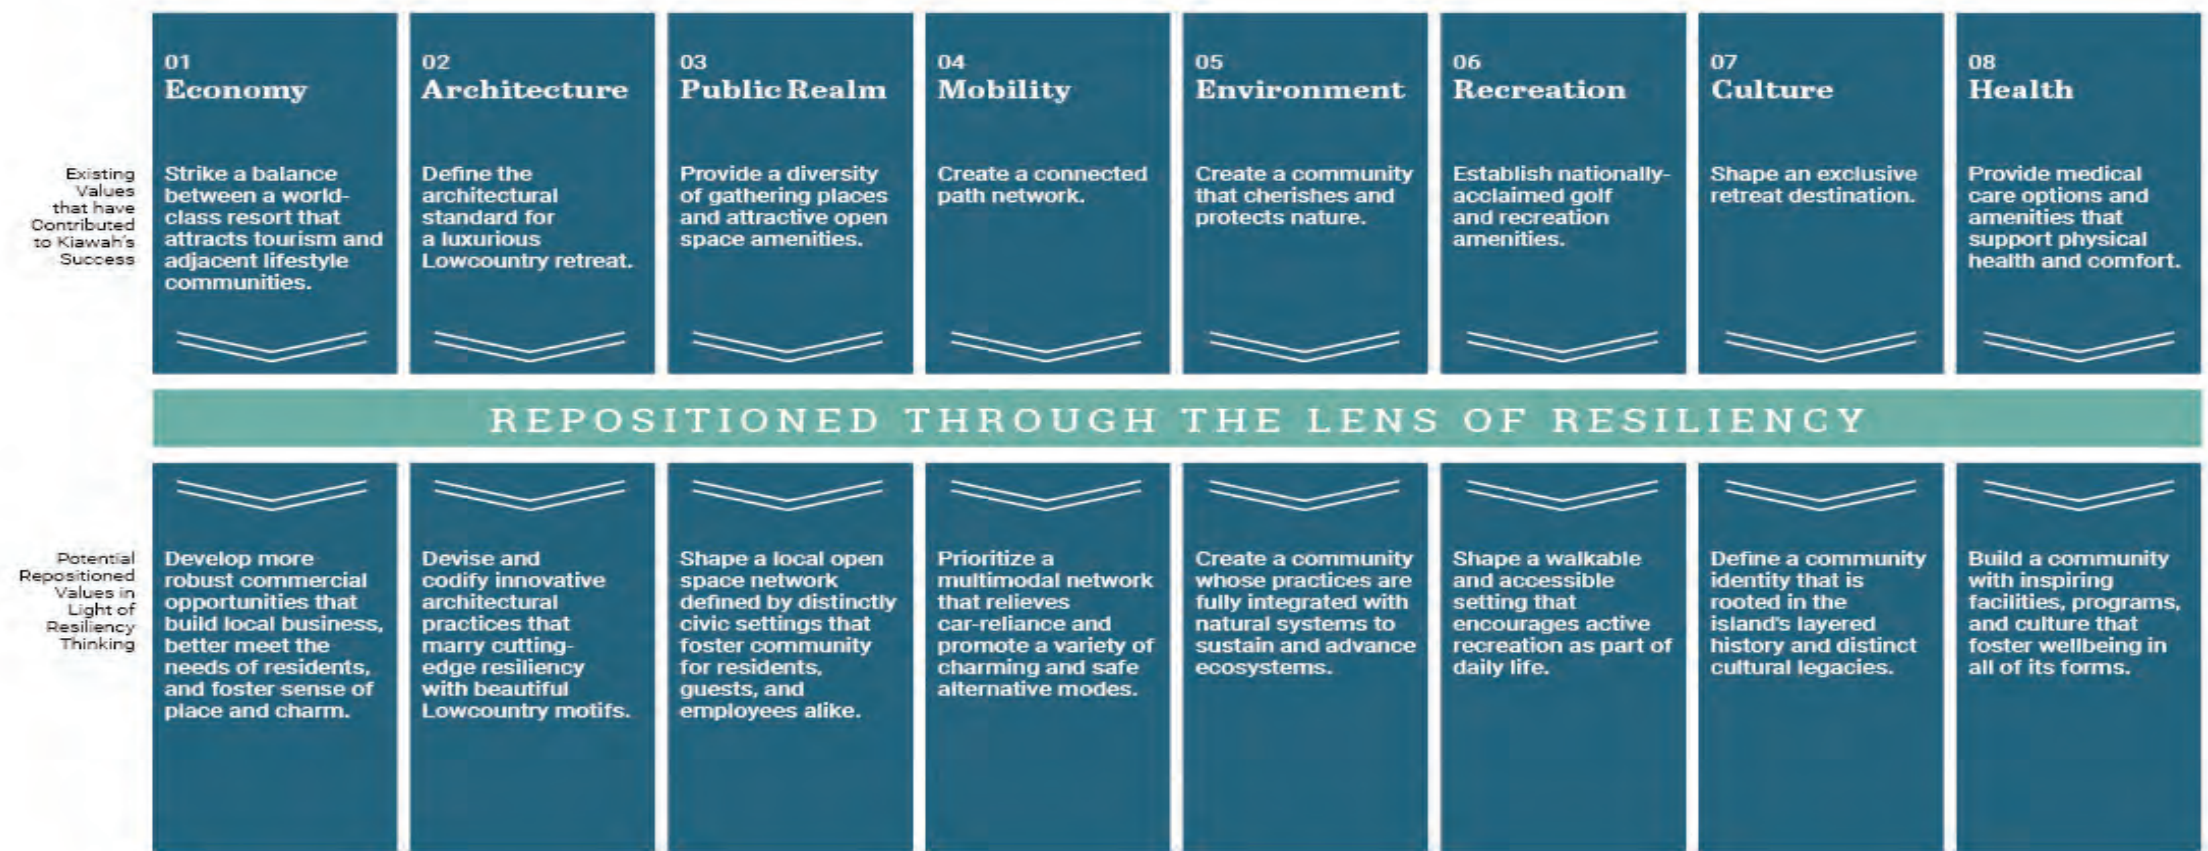 01
Economy
02
Architecture
03
Public Realm
04
Mobility
05
Environment
06
Recreation
07
Culture
08
Health
Existing
Values
that have
Contributed
to Kiawah's
Success
Strike a balance
between a world-
class resort that
attracts tourism and
adjacent lifestyle
communities.
Define the
architectural
standard for
a luxurious
Lowcountry retreat.
Provide a diversity
of gathering places
and attractive open
space amenities.
Create a connected
path network.
Create a community
that cherishes and
protects nature.
Establish nationally-
acclaimed golf
and recreation
amenities.
Shape an exclusive
retreat destination.
Provide medical
care options and
amenities that
support physical
health and comfort.
REPOSITIONED THROUGH THE LENS OF RESILIENCY
Potential
Repositioned
Values in
Light of
Resiliency
Thinking
Develop more
robust commercial
opportunities that
build local business,
better meet the
needs of residents,
and foster sense of
place and charm.
Devise and
codify innovative
architectural
practices that
marry cutting-
edge resiliency
with beautiful
Lowcountry motifs.
Shape a local open
space network
defined by distinctly
civic settings that
foster community
for residents,
guests, and
employees alike.
Prioritize a
multimodal network
that relieves
car-reliance and
promote a variety of
charming and safe
alternative modes.
Create a community
whose practices are
fully integrated with
natural systems to
sustain and advance
ecosystems.
Shape a walkable
and accessible
setting that
encourages active
recreation as part of
daily life.
Define a community
identity that is
rooted in the
island's layered
history and distinct
cultural legacies.
Build a community
with inspiring
facilities, programs,
and culture that
foster wellbeing in
all of its forms.